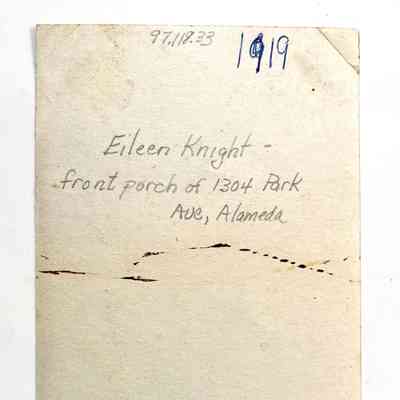 97.118.33
1919
Eileen Knight -
front porch of 1304 Park
Ave, Alameda